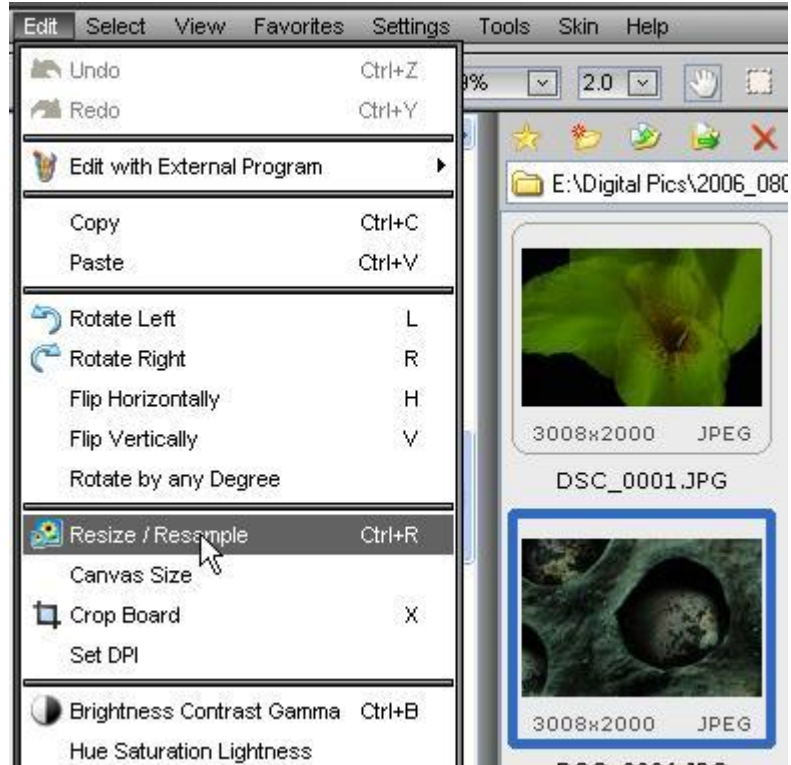 Edit Select View Favorites Settings Tools Skin Help
Undo Ctrl+Z
9% 2.0
Redo Ctrl+Y
Edit with External Program
E:\Digital Pics\2006_080
Copy Ctrl+C
Paste Ctrl+V
Rotate Left L
Rotate Right R
Flip Horizontally H
Flip Vertically V
Rotate by any Degree
3008x2000 JPEG
DSC_0001.JPG
Resize / Resample Ctrl+R
Canvas Size
Crop Board X
Set DPI
Brightness Contrast Gamma Ctrl+B
Hue Saturation Lightness
3008x2000 JPEG